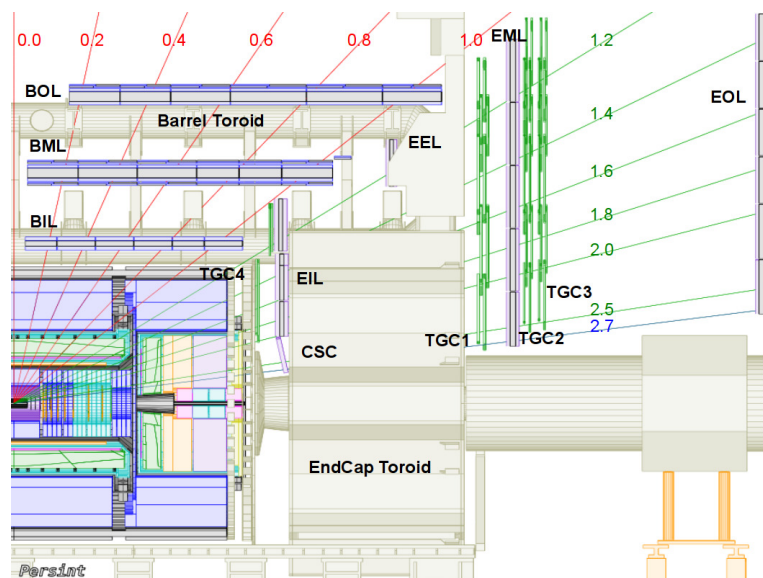 0.0 0.2 0.4 0.6 0.8 1.0 EML 1.2
BOL
EOL
Barrel Toroid
1.4
BML
EEL
1.6
BIL
1.8
TGC4
EIL
2.0
TGC3
2.5
CSC
TGC1
TGC2
2.7
EndCap Toroid
Persint